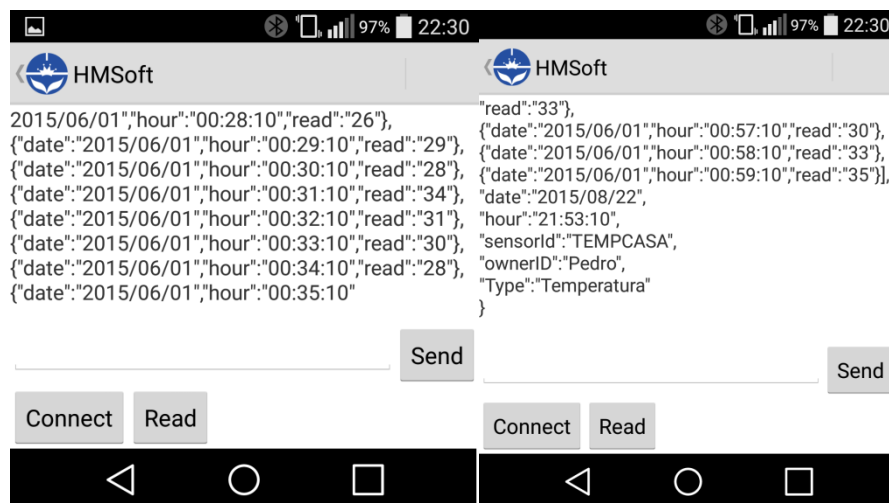 97% 22:30
HMSoft
2015/06/01","hour":"00:28:10","read":"26"},
{"date":"2015/06/01","hour":"00:29:10","read":"29"},
{"date":"2015/06/01","hour":"00:30:10","read":"28"},
{"date":"2015/06/01","hour":"00:31:10","read":"34"},
{"date":"2015/06/01","hour":"00:32:10","read":"31"},
{"date":"2015/06/01","hour":"00:33:10","read":"30"},
{"date":"2015/06/01","hour":"00:34:10","read":"28"},
{"date":"2015/06/01","hour":"00:35:10"
Send
Connect Read
97% 22:30
HMSoft
"read":"33"},
{"date":"2015/06/01","hour":"00:57:10","read":"30"},
{"date":"2015/06/01","hour":"00:58:10","read":"33"},
{"date":"2015/06/01","hour":"00:59:10","read":"35"}],
"date":"2015/08/22",
"hour":"21:53:10",
"sensorId":"TEMPCASA",
"ownerID":"Pedro",
"Type":"Temperatura"
}
Send
Connect Read